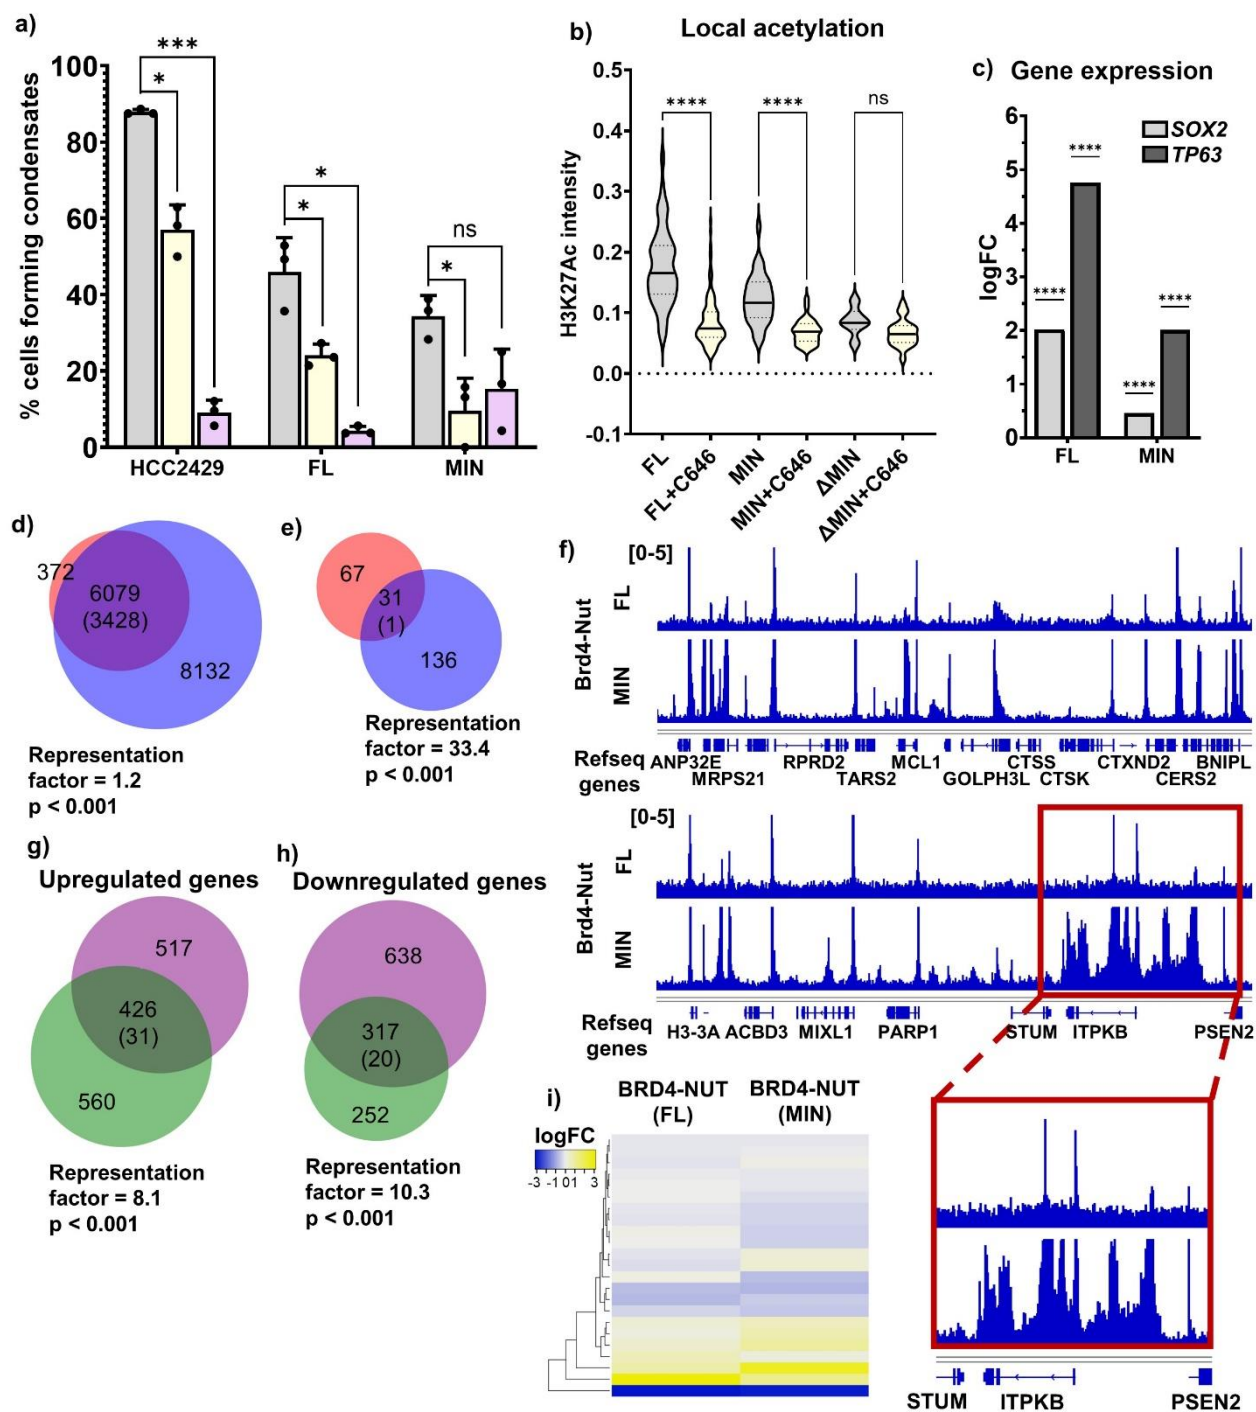 a)
% cells forming condensates
100
80
60
40
20
0
***
*
*
*
ns
*
HCC2429
FL
MIN
b)
Local acetylation
H3K27Ac intensity
0.5
0.4
0.3
0.2
0.1
0.0
-0.1
****
****
ns
FL
FL+C646
MIN
MIN+C646
ΔMIN
ΔMIN+C646
c)
Gene expression
logFC
6
5
4
3
2
1
0
SOX2
TP63
****
****
****
****
FL
MIN
d)
372
6079
(3428)
8132
Representation
factor = 1.2
p < 0.001
e)
67
31
(1)
136
Representation
factor = 33.4
p < 0.001
f)
[0-5]
Brd4-Nut
FL
MIN
Refseq
genes
ANP32E
MRPS21
RPRD2
TARS2
MCL1
GOLPH3L
CTSS
CTSK
CTXND2
CERS2
BNIPL
[0-5]
Brd4-Nut
FL
MIN
Refseq
genes
H3-3A
ACBD3
MIXL1
PARP1
STUM
ITPKB
PSEN2
STUM
ITPKB
PSEN2
g)
Upregulated genes
517
426
(31)
560
Representation
factor = 8.1
p < 0.001
h)
Downregulated genes
638
317
(20)
252
Representation
factor = 10.3
p < 0.001
i)
BRD4-NUT
(FL)
BRD4-NUT
(MIN)
logFC
-3 -1 0 1 3